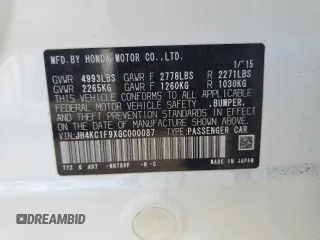 MFD.BY HONDA MOTOR CO.,LTD. 1/'15
GVWR 4993LBS GAWR F 2778LBS R 2271LBS
GVWR 2265KG GAWR F 1260KG R 1030KG
THIS VEHICLE CONFORMS TO ALL APPLICABLE
FEDERAL MOTOR VEHICLE SAFETY, BUMPER,
AND THEFT PREVENTION STANDARDS IN EFFECT
ON THE DATE OF MANUFACTURE SHOWN ABOVE.
VIN:JH4KC1F9XGC000087 TYPE:PASSENGER CAR
MADE IN JAPAN
AUTOBIDMASTER